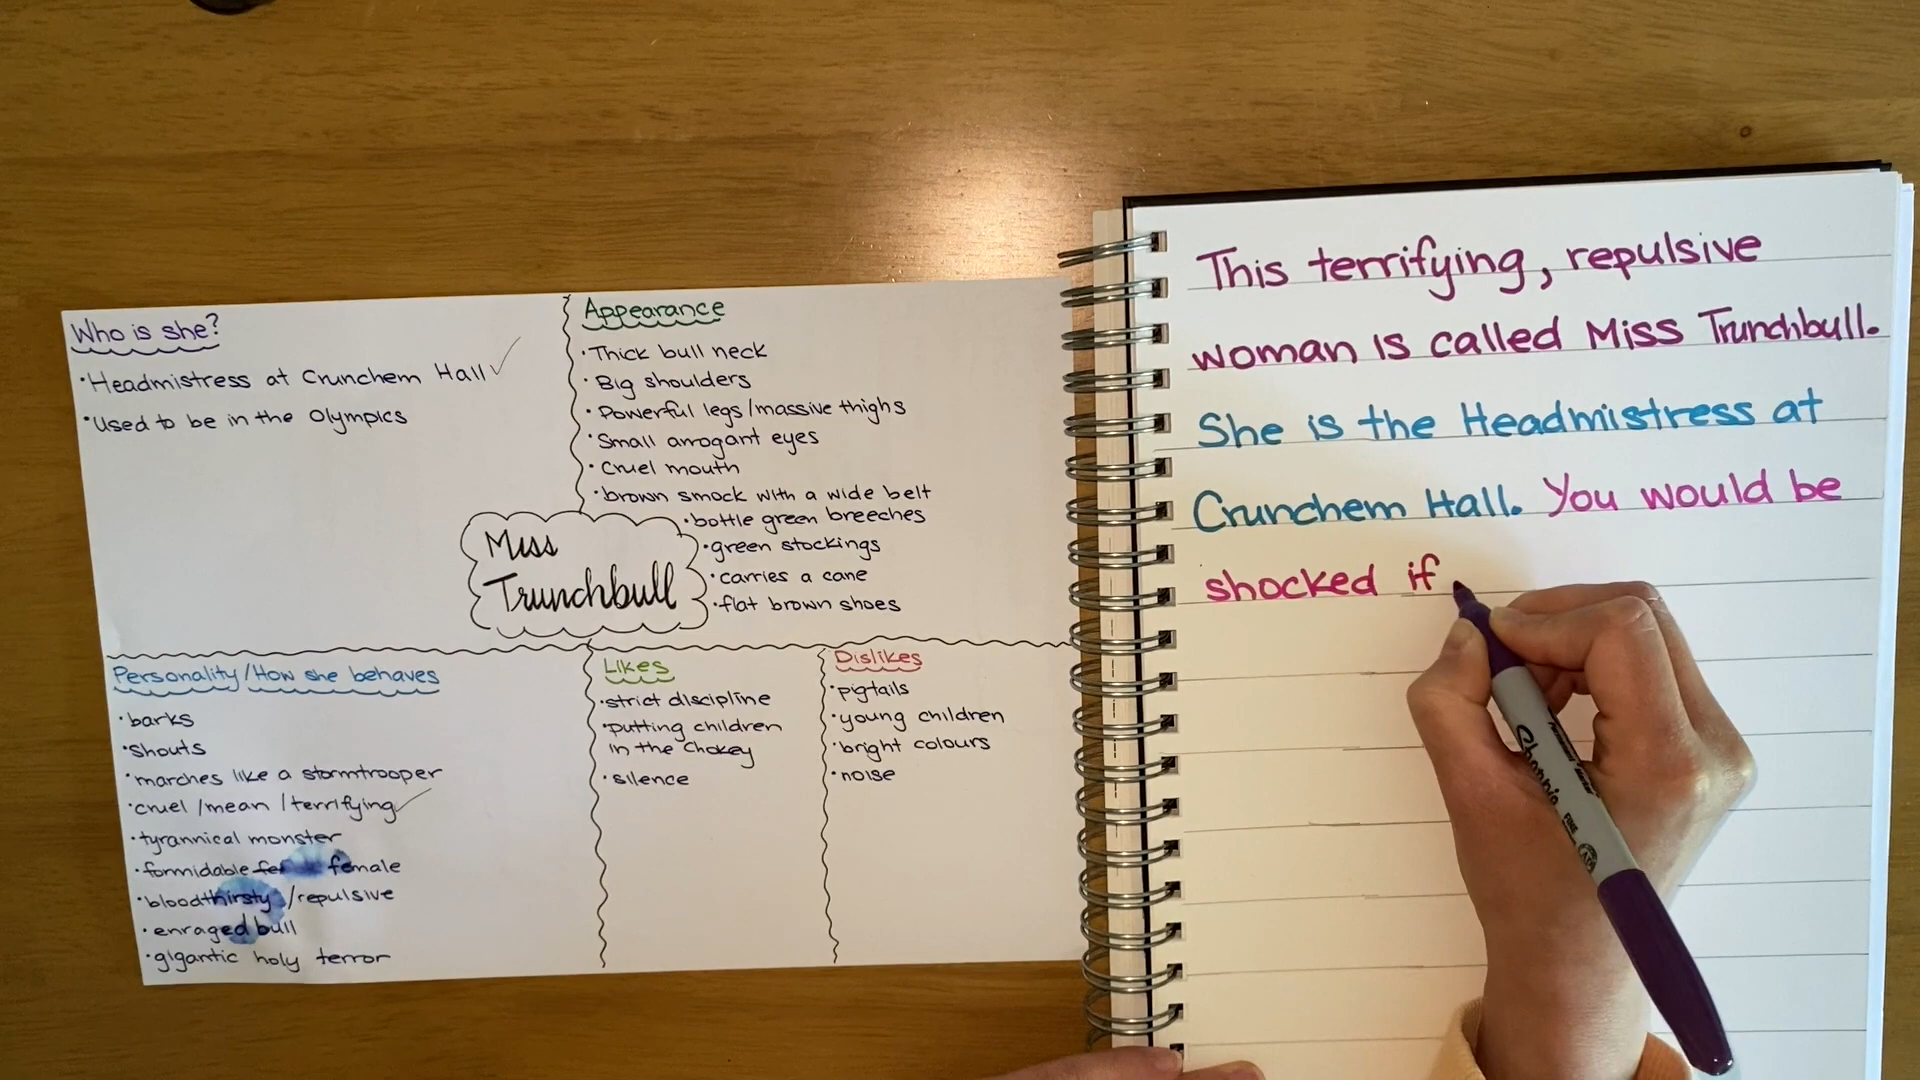 Who is she?
·Headmistress at Crunchem Hall ✓
·Used to be in the Olympics
Appearance
·Thick bull neck
·Big shoulders
·Powerful legs/massive thighs
·Small arrogant eyes
·Cruel mouth
·brown smock with a wide belt
·bottle green breeches
·green stockings
·carries a cane
·flat brown shoes
Miss
Trunchbull
Personality/How she behaves
·barks
·Shouts
·marches like a stormtrooper
·cruel/mean/terrifying ✓
·tyrannical monster
·formidable female
·bloodthirsty/repulsive
·enraged bull
·gigantic holy terror
Likes
·strict discipline
·putting children
in the Chokey
·silence
Dislikes
·pigtails
·young children
·bright colours
·noise
This terrifying, repulsive
woman is called Miss Trunchbull.
She is the Headmistress at
Crunchem Hall. You would be
shocked if
Sharpie
FINE